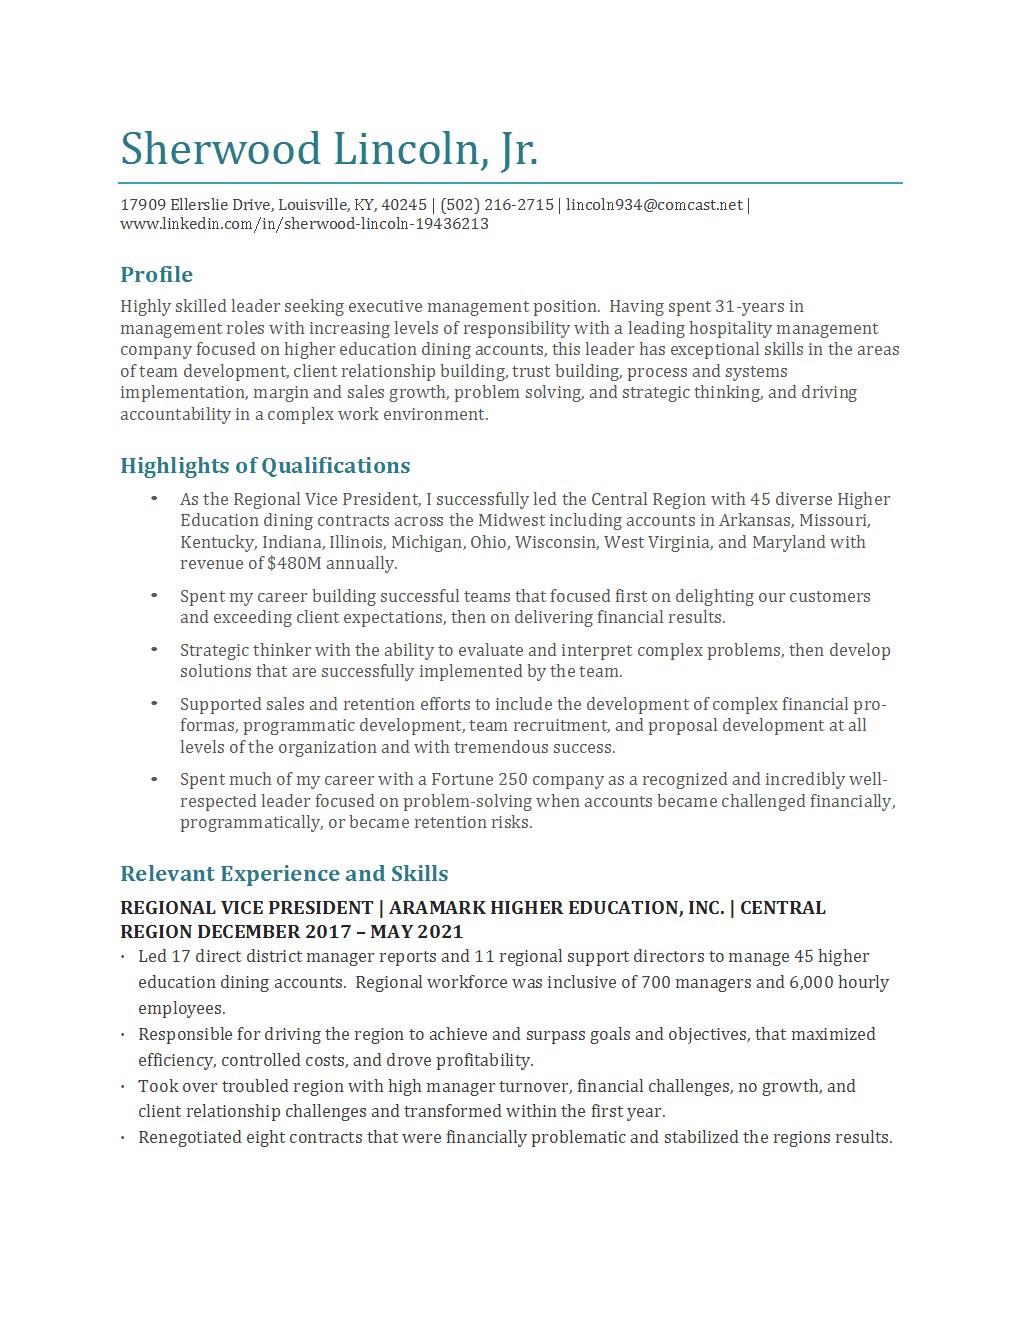 Sherwood Lincoln, Jr.
17909 Ellerslie Drive, Louisville, KY, 40245 | (502) 216-2715 | lincoln934@comcast.net |
www.linkedin.com/in/sherwood-lincoln-19436213
Profile
Highly skilled leader seeking executive management position.  Having spent 31-years in
management roles with increasing levels of responsibility with a leading hospitality management
company focused on higher education dining accounts, this leader has exceptional skills in the areas
of team development, client relationship building, trust building, process and systems
implementation, margin and sales growth, problem solving, and strategic thinking, and driving
accountability in a complex work environment.
Highlights of Qualifications
• As the Regional Vice President, I successfully led the Central Region with 45 diverse Higher
Education dining contracts across the Midwest including accounts in Arkansas, Missouri,
Kentucky, Indiana, Illinois, Michigan, Ohio, Wisconsin, West Virginia, and Maryland with
revenue of $480M annually.
• Spent my career building successful teams that focused first on delighting our customers
and exceeding client expectations, then on delivering financial results.
• Strategic thinker with the ability to evaluate and interpret complex problems, then develop
solutions that are successfully implemented by the team.
• Supported sales and retention efforts to include the development of complex financial pro-
formas, programmatic development, team recruitment, and proposal development at all
levels of the organization and with tremendous success.
• Spent much of my career with a Fortune 250 company as a recognized and incredibly well-
respected leader focused on problem-solving when accounts became challenged financially,
programmatically, or became retention risks.
Relevant Experience and Skills
REGIONAL VICE PRESIDENT | ARAMARK HIGHER EDUCATION, INC. | CENTRAL
REGION DECEMBER 2017 – MAY 2021
· Led 17 direct district manager reports and 11 regional support directors to manage 45 higher
education dining accounts.  Regional workforce was inclusive of 700 managers and 6,000 hourly
employees.
· Responsible for driving the region to achieve and surpass goals and objectives, that maximized
efficiency, controlled costs, and drove profitability.
· Took over troubled region with high manager turnover, financial challenges, no growth, and
client relationship challenges and transformed within the first year.
· Renegotiated eight contracts that were financially problematic and stabilized the regions results.